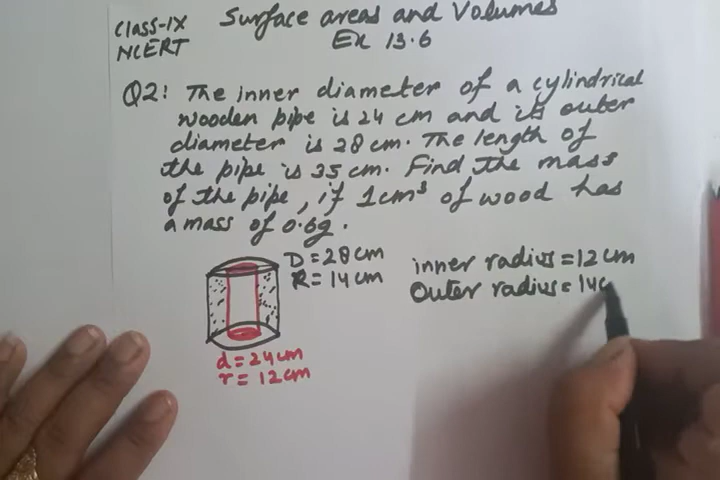 Class-IX Surface areas and Volumes
NCERT Ex 13.6
Q2: The inner diameter of a cylindrical
wooden pipe is 24 cm and its outer
diameter is 28 cm. The length of
the pipe is 35 cm. Find the mass
of the pipe, if 1cm³ of wood has
a mass of 0.6g.
D = 28 cm
R = 14 cm
inner radius = 12 cm
Outer radius = 14c
d = 24 cm
r = 12 cm